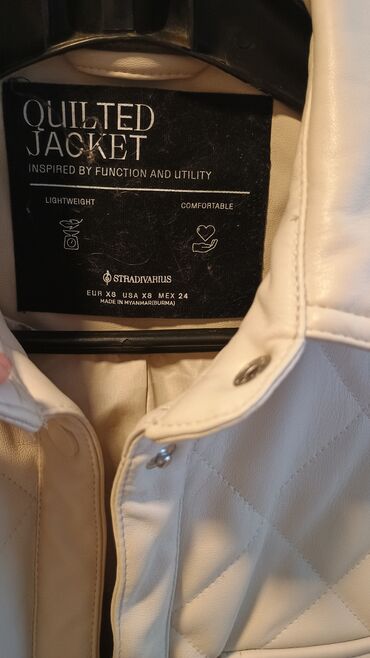 QUILTED
JACKET
INSPIRED BY FUNCTION AND UTILITY
LIGHTWEIGHT COMFORTABLE
STRADIVARIUS
EUR XS USA XS MEX 24
MADE IN MYANMAR(BURMA)